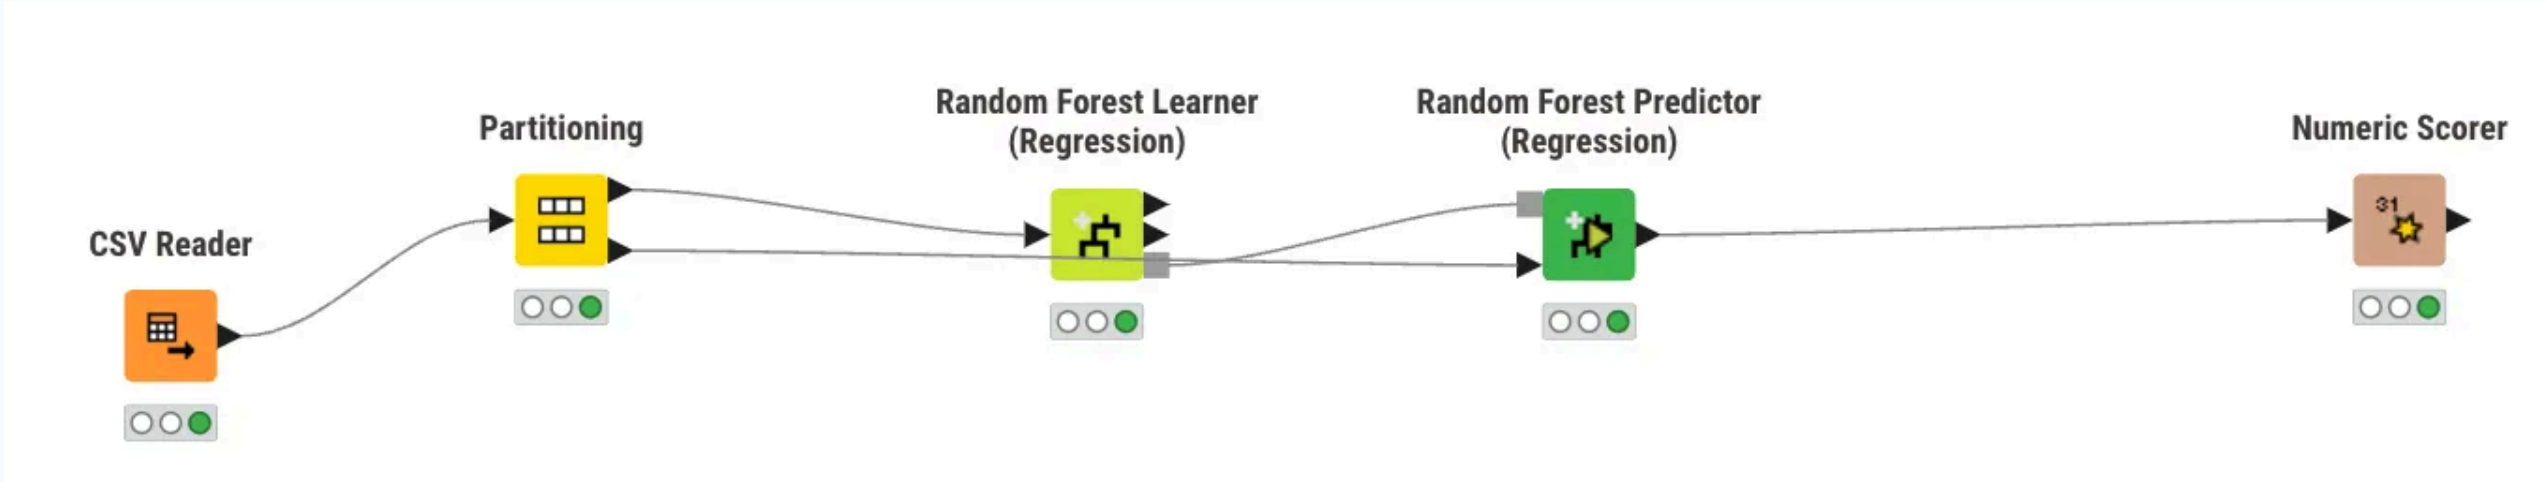 CSV Reader
Partitioning
Random Forest Learner
(Regression)
Random Forest Predictor
(Regression)
Numeric Scorer
31